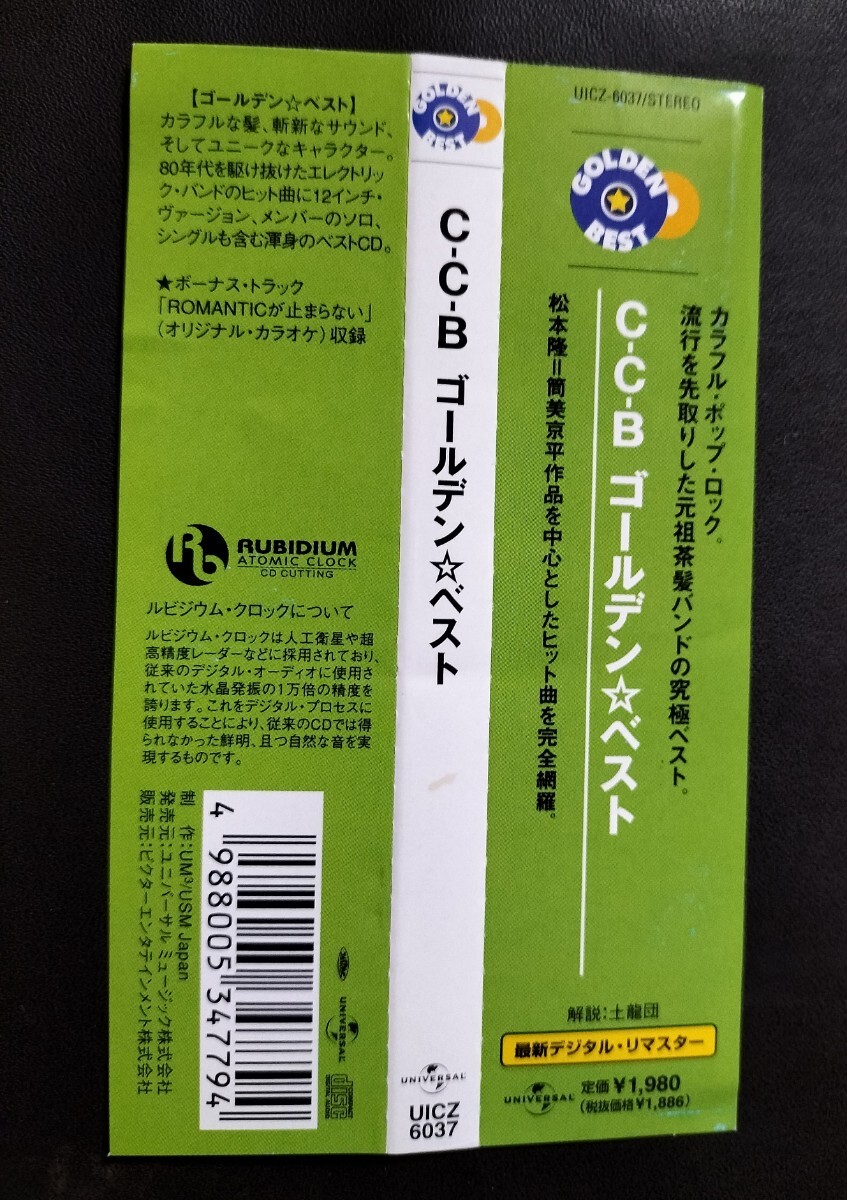 【ゴールデン☆ベスト】
カラフルな髪、斬新なサウンド、
そしてユニークなキャラクター。
80年代を駆け抜けたエレクトリッ
ク・バンドのヒット曲に12インチ・
ヴァージョン、メンバーのソロ、
シングルも含む渾身のベストCD。
★ボーナス・トラック
「ROMANTICが止まらない」
(オリジナル・カラオケ)収録
Rb
RUBIDIUM
ATOMIC CLOCK
CD CUTTING
ルビジウム・クロックについて
ルビジウム・クロックは人工衛星や超
高精度レーダーなどに採用されており、
従来のデジタル・オーディオに使用さ
れていた水晶発振の1万倍の精度を
誇ります。これをデジタル・プロセスに
使用することにより、従来のCDでは得
られなかった鮮明、且つ自然な音を実
現するものです。
制 作:UM³/USM Japan
発売元:ユニバーサル ミュージック株式会社
販売元:ビクターエンタテインメント株式会社
4 988005 347794
UNIVERSAL
COMPACT
disc
DIGITAL AUDIO
GOLDEN
BEST
C-C-B ゴールデン☆ベスト
UNIVERSAL
UICZ
6037
UICZ-6037/STEREO
GOLDEN
BEST
カラフル・ポップ・ロック。
流行を先取りした元祖茶髪バンドの究極ベスト。
C-C-B ゴールデン☆ベスト
松本隆=筒美京平作品を中心としたヒット曲を完全網羅。
解説:土龍団
最新デジタル・リマスター
UNIVERSAL
定価¥1,980
(税抜価格¥1,886)